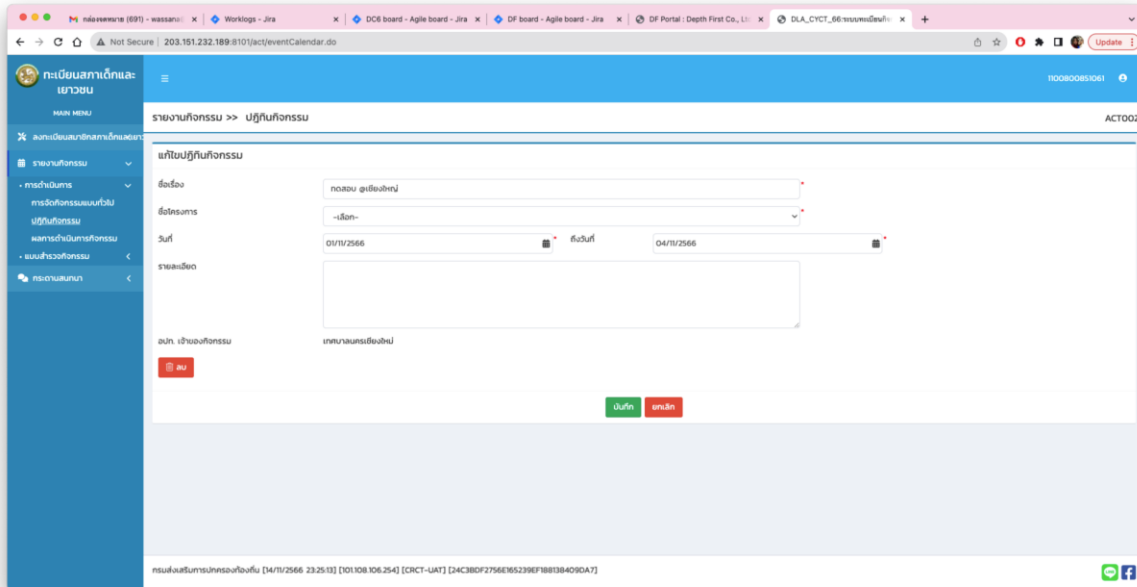 กล่องจดหมาย (691) - wassana
Worklogs - Jira
DC6 board - Agile board - Jira
DF board - Agile board - Jira
DF Portal : Depth First Co., Lt
DLA_CYCT_66:ระบบทะเบียน
Not Secure | 203.151.232.189:8101/act/eventCalendar.do
Update
ทะเบียนสภาเด็กและ
เยาวชน
1100800851061
MAIN MENU
รายงานกิจกรรม >> ปฏิทินกิจกรรม
ACT002
ลงทะเบียนสมาชิกสภาเด็กและเยาว
รายงานกิจกรรม
• การดำเนินการ
การจัดกิจกรรมแบบทั่วไป
ปฏิทินกิจกรรม
ผลการดำเนินการกิจกรรม
• แบบสำรวจกิจกรรม
กระดานสนทนา
แก้ไขปฏิทินกิจกรรม
ชื่อเรื่อง
ทดสอบ @เชียงใหญ่
*
ชื่อโครงการ
-เลือก-
*
วันที่
01/11/2566
*
ถึงวันที่
04/11/2566
*
รายละเอียด
อปท. เจ้าของกิจกรรม
เทศบาลนครเชียงใหม่
ลบ
บันทึก
ยกเลิก
กรมส่งเสริมการปกครองท้องถิ่น [14/11/2566 23:25:13] [101.108.106.254] [CRCT-UAT] [24C3BDF2756E165239EF1881384090A7]